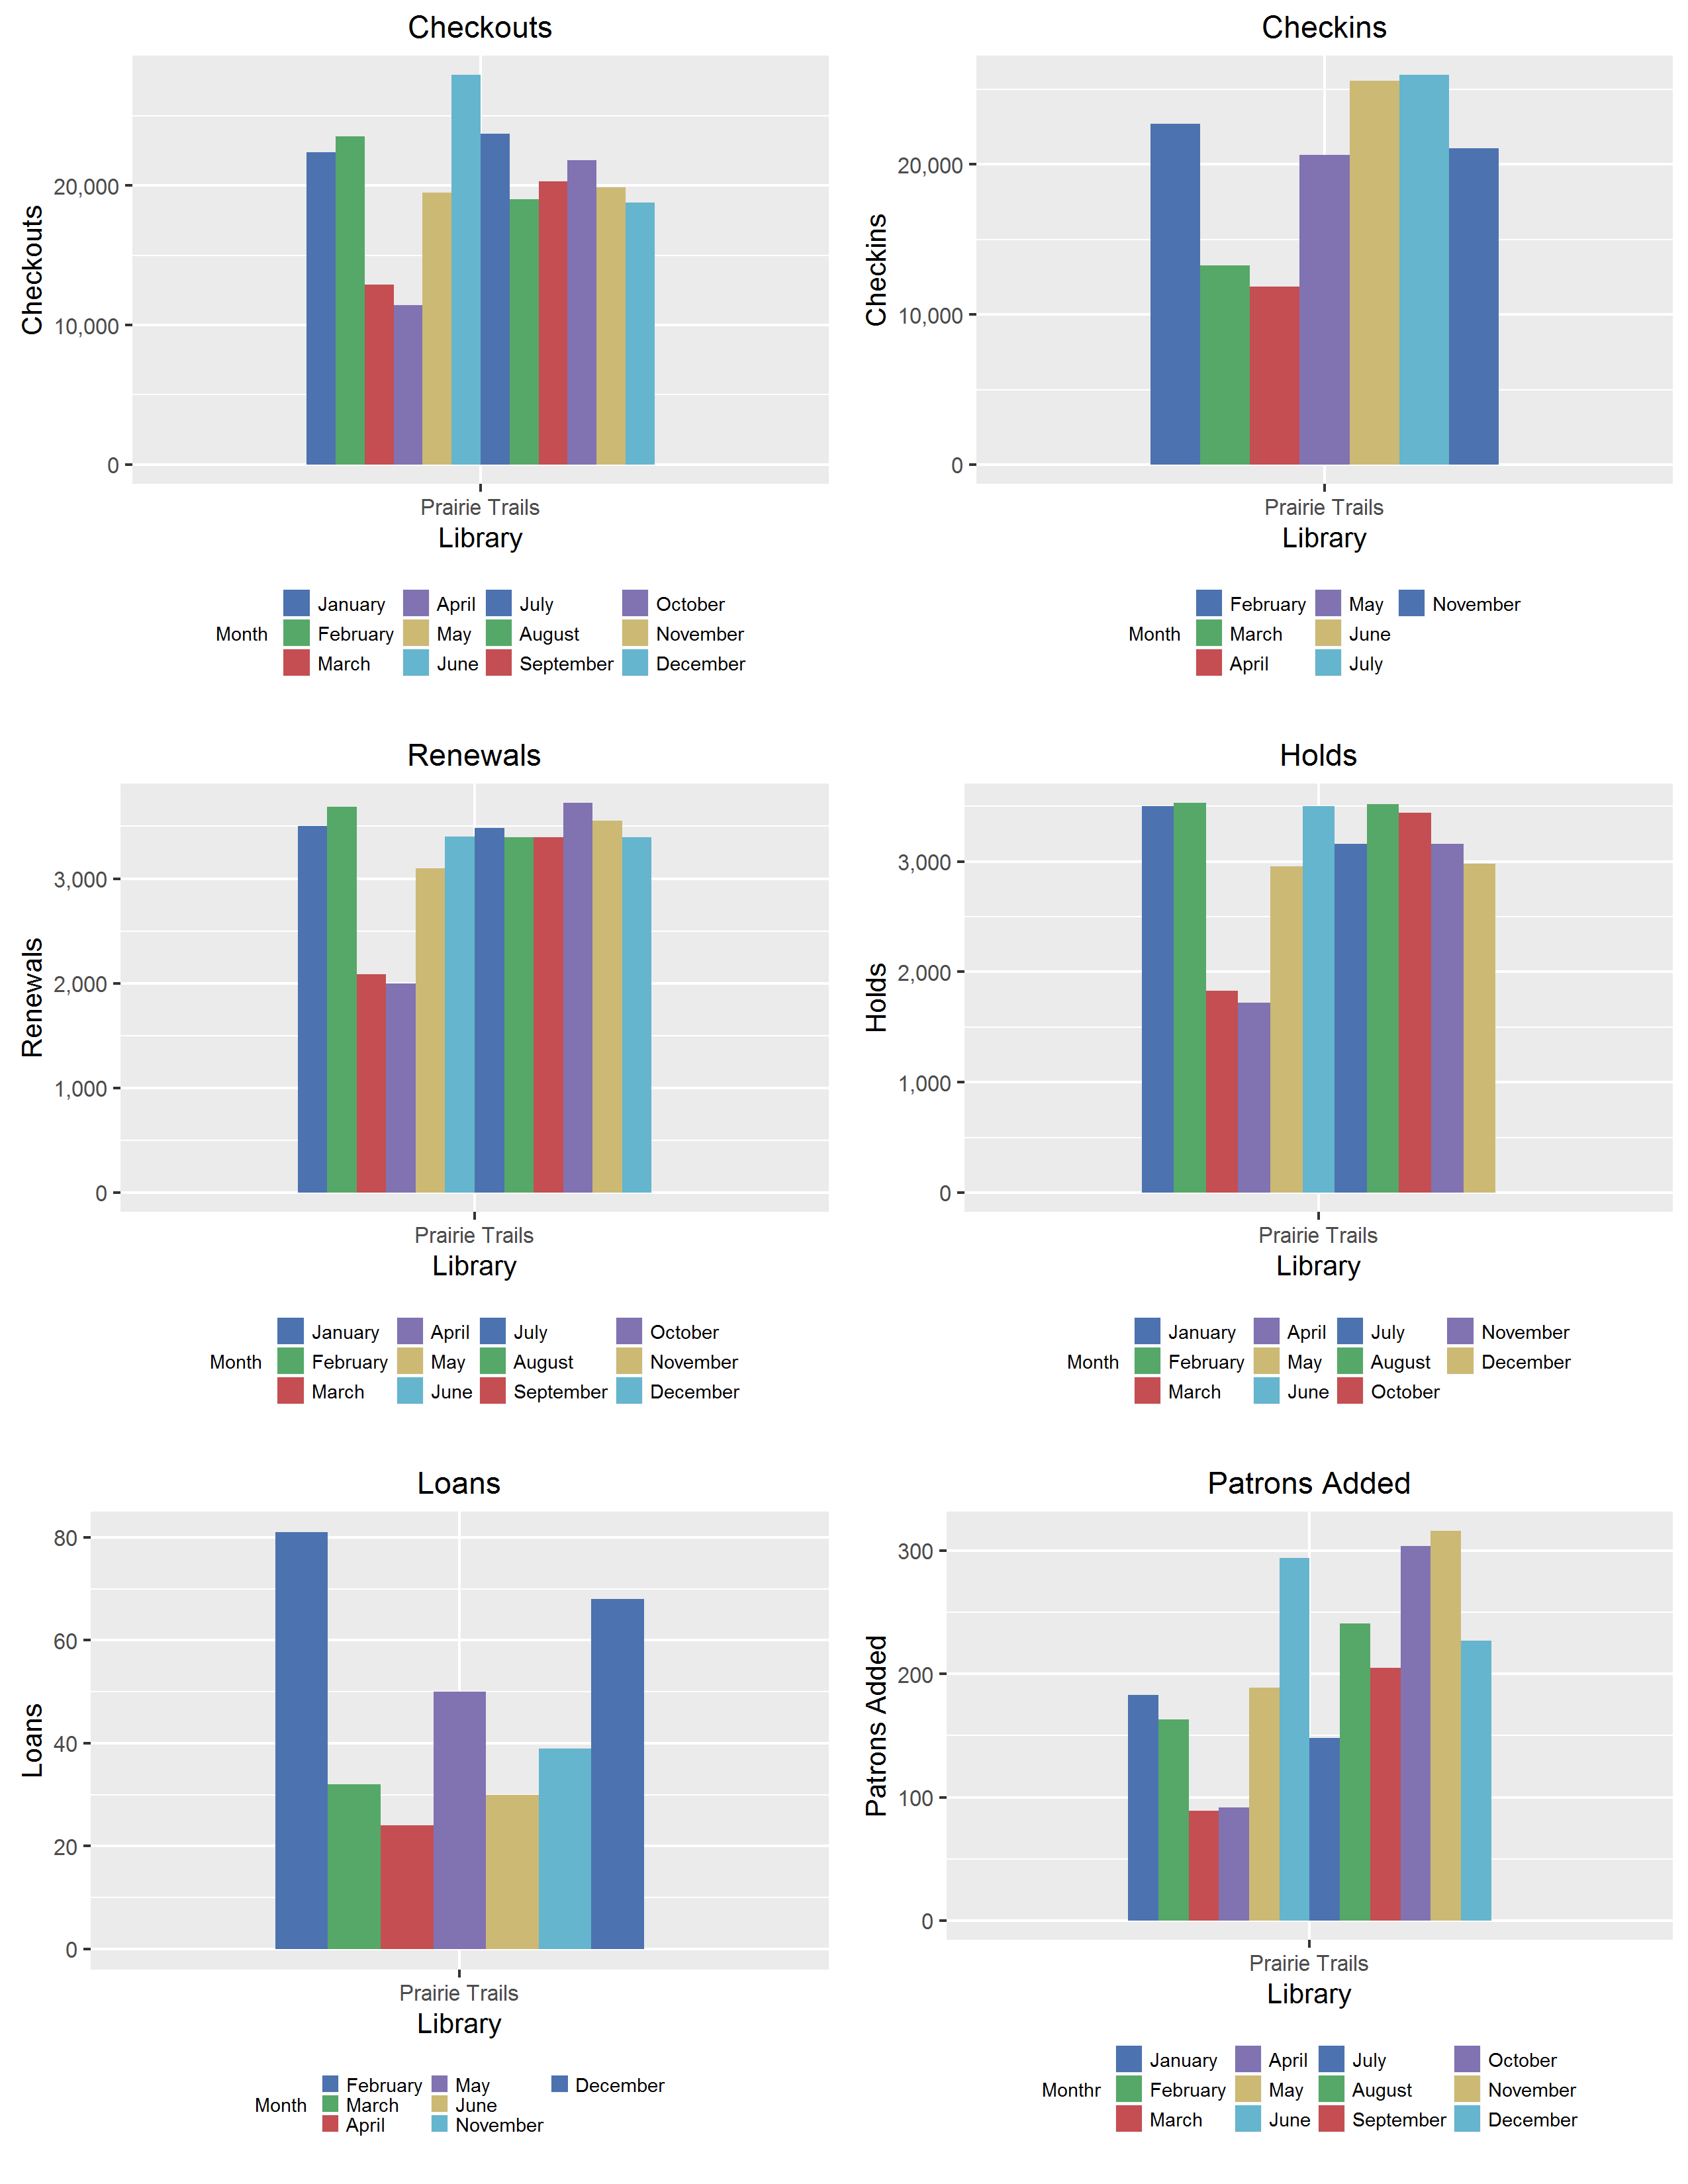 Checkouts
Checkouts
20,000
10,000
0
Prairie Trails
Library
Month
January April July October
February May August November
March June September December
Checkins
Checkins
20,000
10,000
0
Prairie Trails
Library
Month
February May November
March June
April July
Renewals
Renewals
3,000
2,000
1,000
0
Prairie Trails
Library
Month
January April July October
February May August November
March June September December
Holds
Holds
3,000
2,000
1,000
0
Prairie Trails
Library
Month
January April July November
February May August December
March June October
Loans
Loans
80
60
40
20
0
Prairie Trails
Library
Month
February May December
March June
April November
Patrons Added
Patrons Added
300
200
100
0
Prairie Trails
Library
Monthr
January April July October
February May August November
March June September December